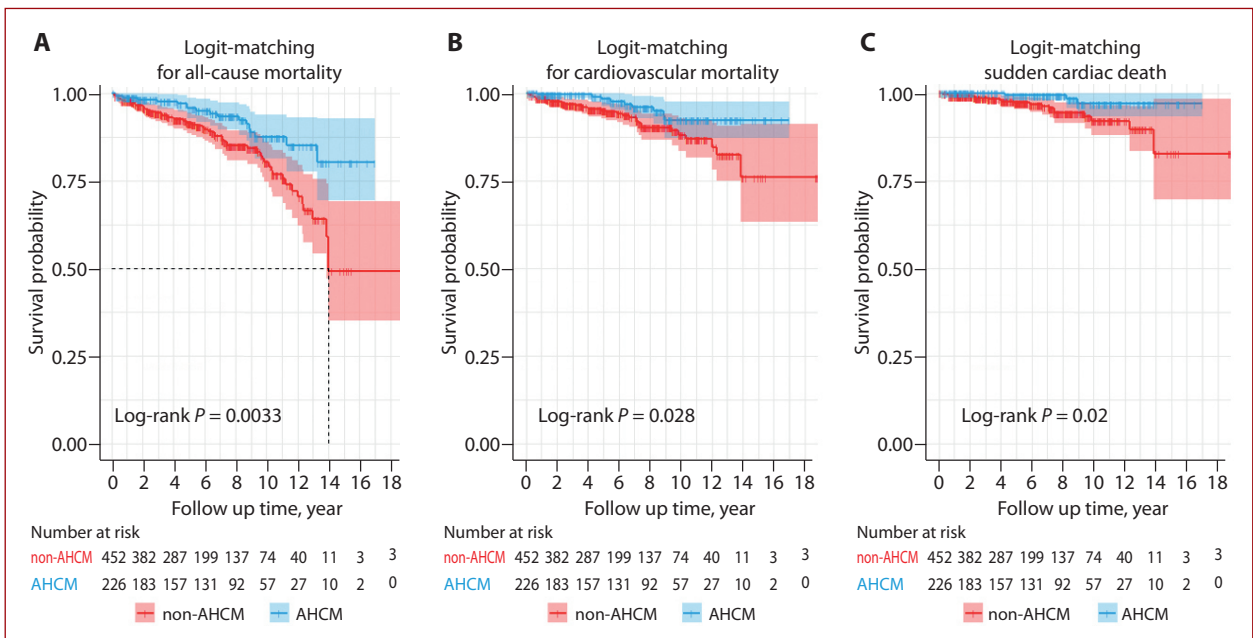 A
Logit-matching
for all-cause mortality
Survival probability
1.00
0.75
0.50
0.25
0.00
Log-rank P = 0.0033
0 2 4 6 8 10 12 14 16 18
Follow up time, year
Number at risk
non-AHCM 452 382 287 199 137 74 40 11 3 3
AHCM 226 183 157 131 92 57 27 10 2 0
non-AHCM AHCM
B
Logit-matching
for cardiovascular mortality
Survival probability
1.00
0.75
0.50
0.25
0.00
Log-rank P = 0.028
0 2 4 6 8 10 12 14 16 18
Follow up time, year
Number at risk
non-AHCM 452 382 287 199 137 74 40 11 3 3
AHCM 226 183 157 131 92 57 27 10 2 0
non-AHCM AHCM
C
Logit-matching
sudden cardiac death
Survival probability
1.00
0.75
0.50
0.25
0.00
Log-rank P = 0.02
0 2 4 6 8 10 12 14 16 18
Follow up time, year
Number at risk
non-AHCM 452 382 287 199 137 74 40 11 3 3
AHCM 226 183 157 131 92 57 27 10 2 0
non-AHCM AHCM